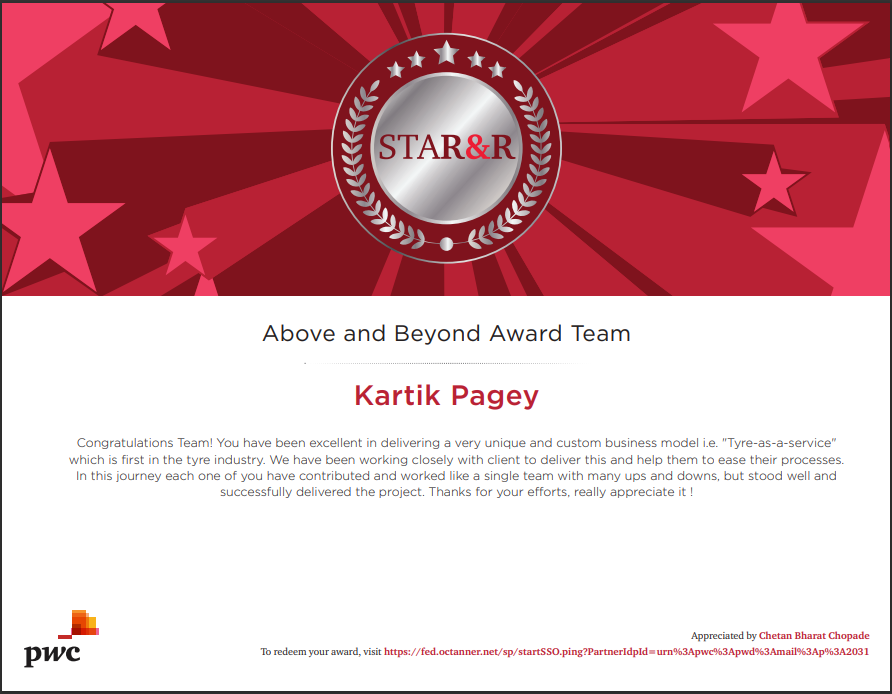 STAR&R
Above and Beyond Award Team
Kartik Pagey
Congratulations Team! You have been excellent in delivering a very unique and custom business model i.e. "Tyre-as-a-service"
which is first in the tyre industry. We have been working closely with client to deliver this and help them to ease their processes.
In this journey each one of you have contributed and worked like a single team with many ups and downs, but stood well and
successfully delivered the project. Thanks for your efforts, really appreciate it !
pwc
Appreciated by Chetan Bharat Chopade
To redeem your award, visit https://fed.octanner.net/sp/startSSO.ping?PartnerIdpId=urn%3Apwc%3Apwd%3Amail%3Ap%3A2031